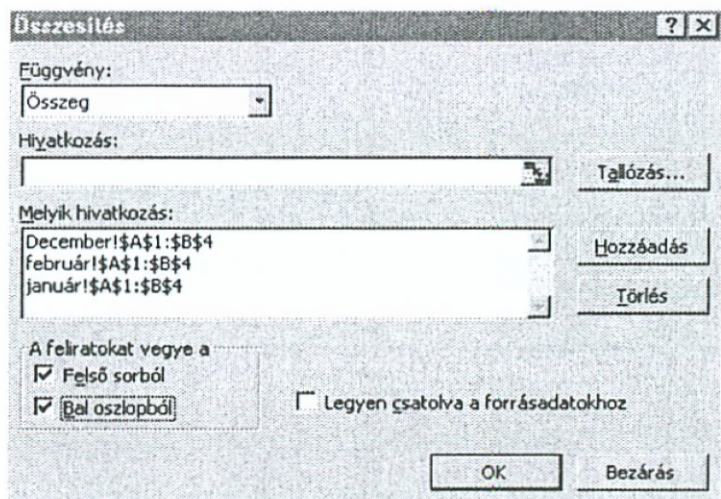 Összesítés
Függvény:
Összeg
Hivatkozás:
Tallózás...
Melyik hivatkozás:
December!$A$1:$B$4
február!$A$1:$B$4
január!$A$1:$B$4
Hozzáadás
Törlés
A feliratokat vegye a
Felső sorból
Bal oszlopból
Legyen csatolva a forrásadatokhoz
OK
Bezárás